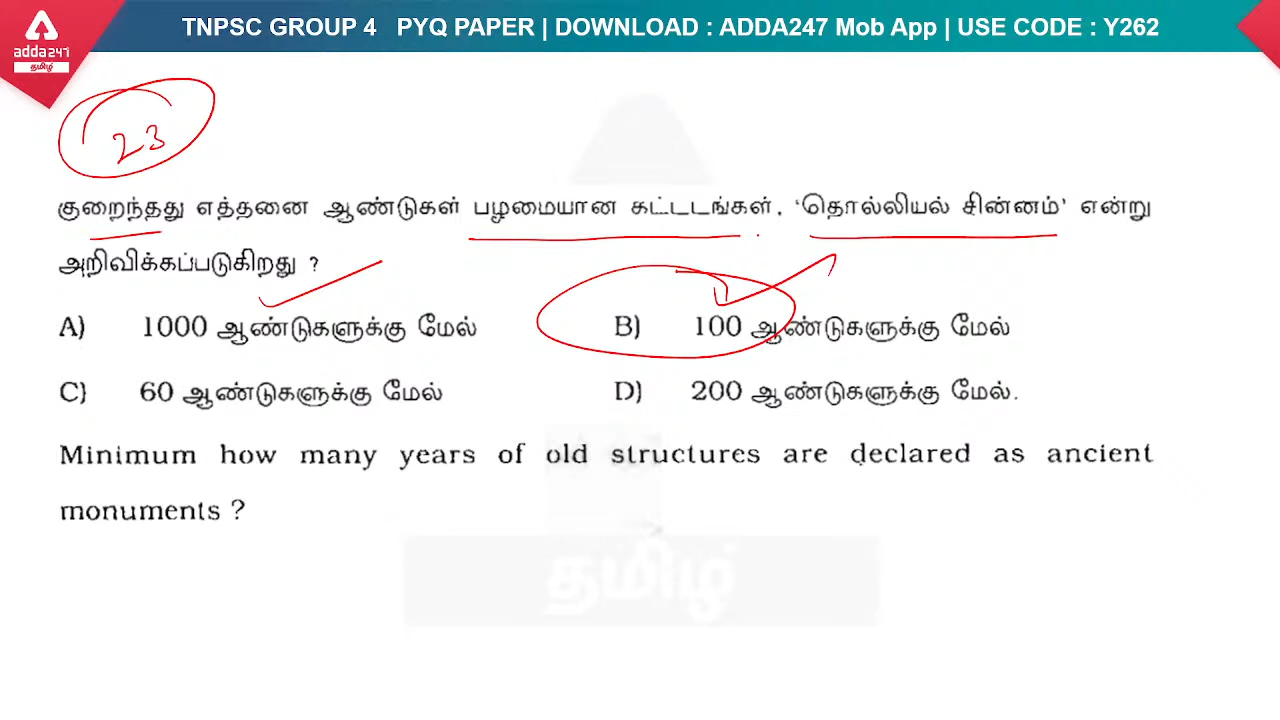 TNPSC GROUP 4 PYQ PAPER | DOWNLOAD : ADDA247 Mob App | USE CODE : Y262
adda247
தமிழ்
23
குறைந்தது எத்தனை ஆண்டுகள் பழமையான கட்டடங்கள், ‘தொல்லியல் சின்னம்’ என்று
அறிவிக்கப்படுகிறது ?
A) 1000 ஆண்டுகளுக்கு மேல் B) 100 ஆண்டுகளுக்கு மேல்
C) 60 ஆண்டுகளுக்கு மேல் D) 200 ஆண்டுகளுக்கு மேல்.
Minimum how many years of old structures are declared as ancient
monuments ?
தமிழ்